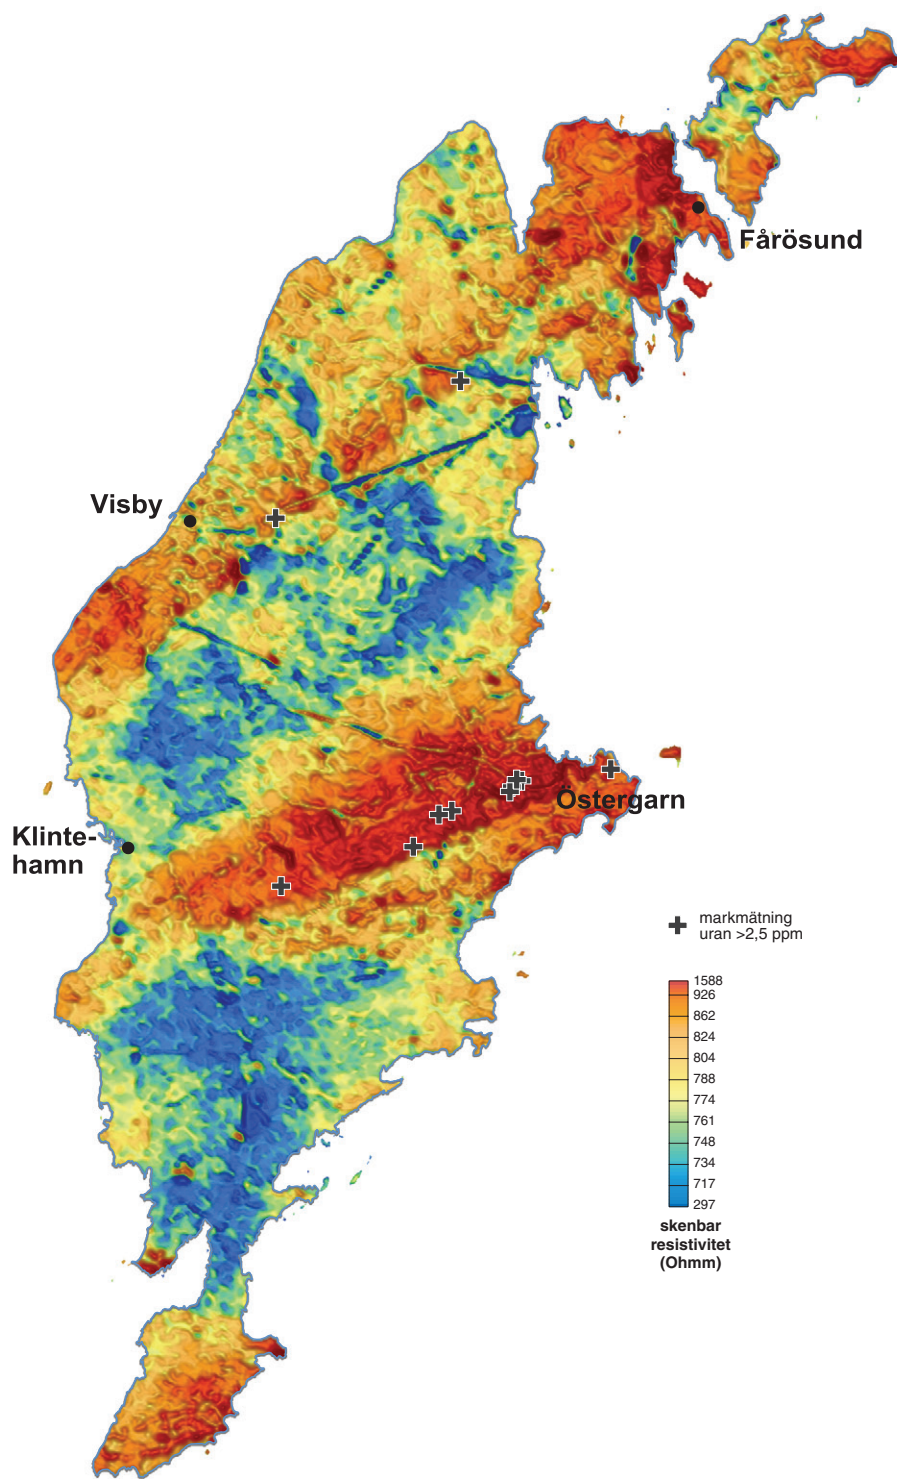 Fårösund
Visby
Östergarn
Klinte-
hamn
markmätning
uran >2,5 ppm
1588
926
862
824
804
788
774
761
748
734
717
297
skenbar
resistivitet
(Ohmm)